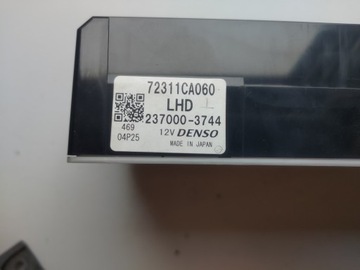 72311CA060
LHD
237000-3744
469
12V DENSO
04P25
MADE IN JAPAN